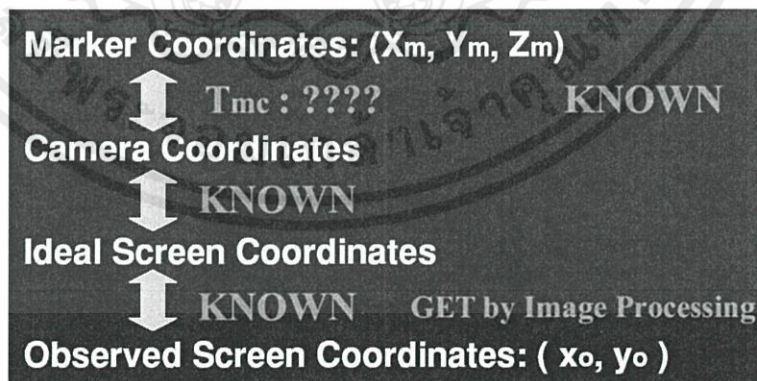 Marker Coordinates: (Xm, Ym, Zm)
Tmc : ???? KNOWN
Camera Coordinates
KNOWN
Ideal Screen Coordinates
KNOWN GET by Image Processing
Observed Screen Coordinates: ( xo, yo )